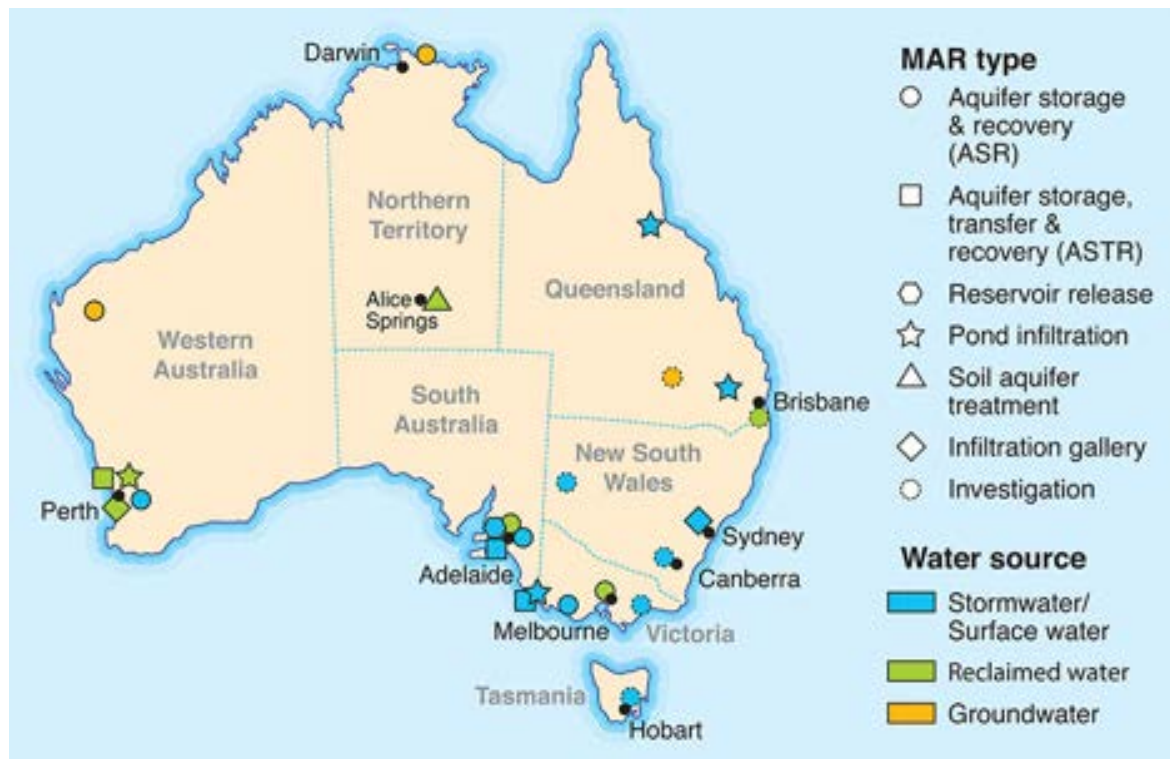 Darwin
Northern
Territory
Alice
Springs
Queensland
Western
Australia
South
Australia
Brisbane
New South
Wales
Perth
Sydney
Adelaide
Canberra
Melbourne
Victoria
Tasmania
Hobart
MAR type
Aquifer storage
& recovery
(ASR)
Aquifer storage,
transfer &
recovery (ASTR)
Reservoir release
Pond infiltration
Soil aquifer
treatment
Infiltration gallery
Investigation
Water source
Stormwater/
Surface water
Reclaimed water
Groundwater